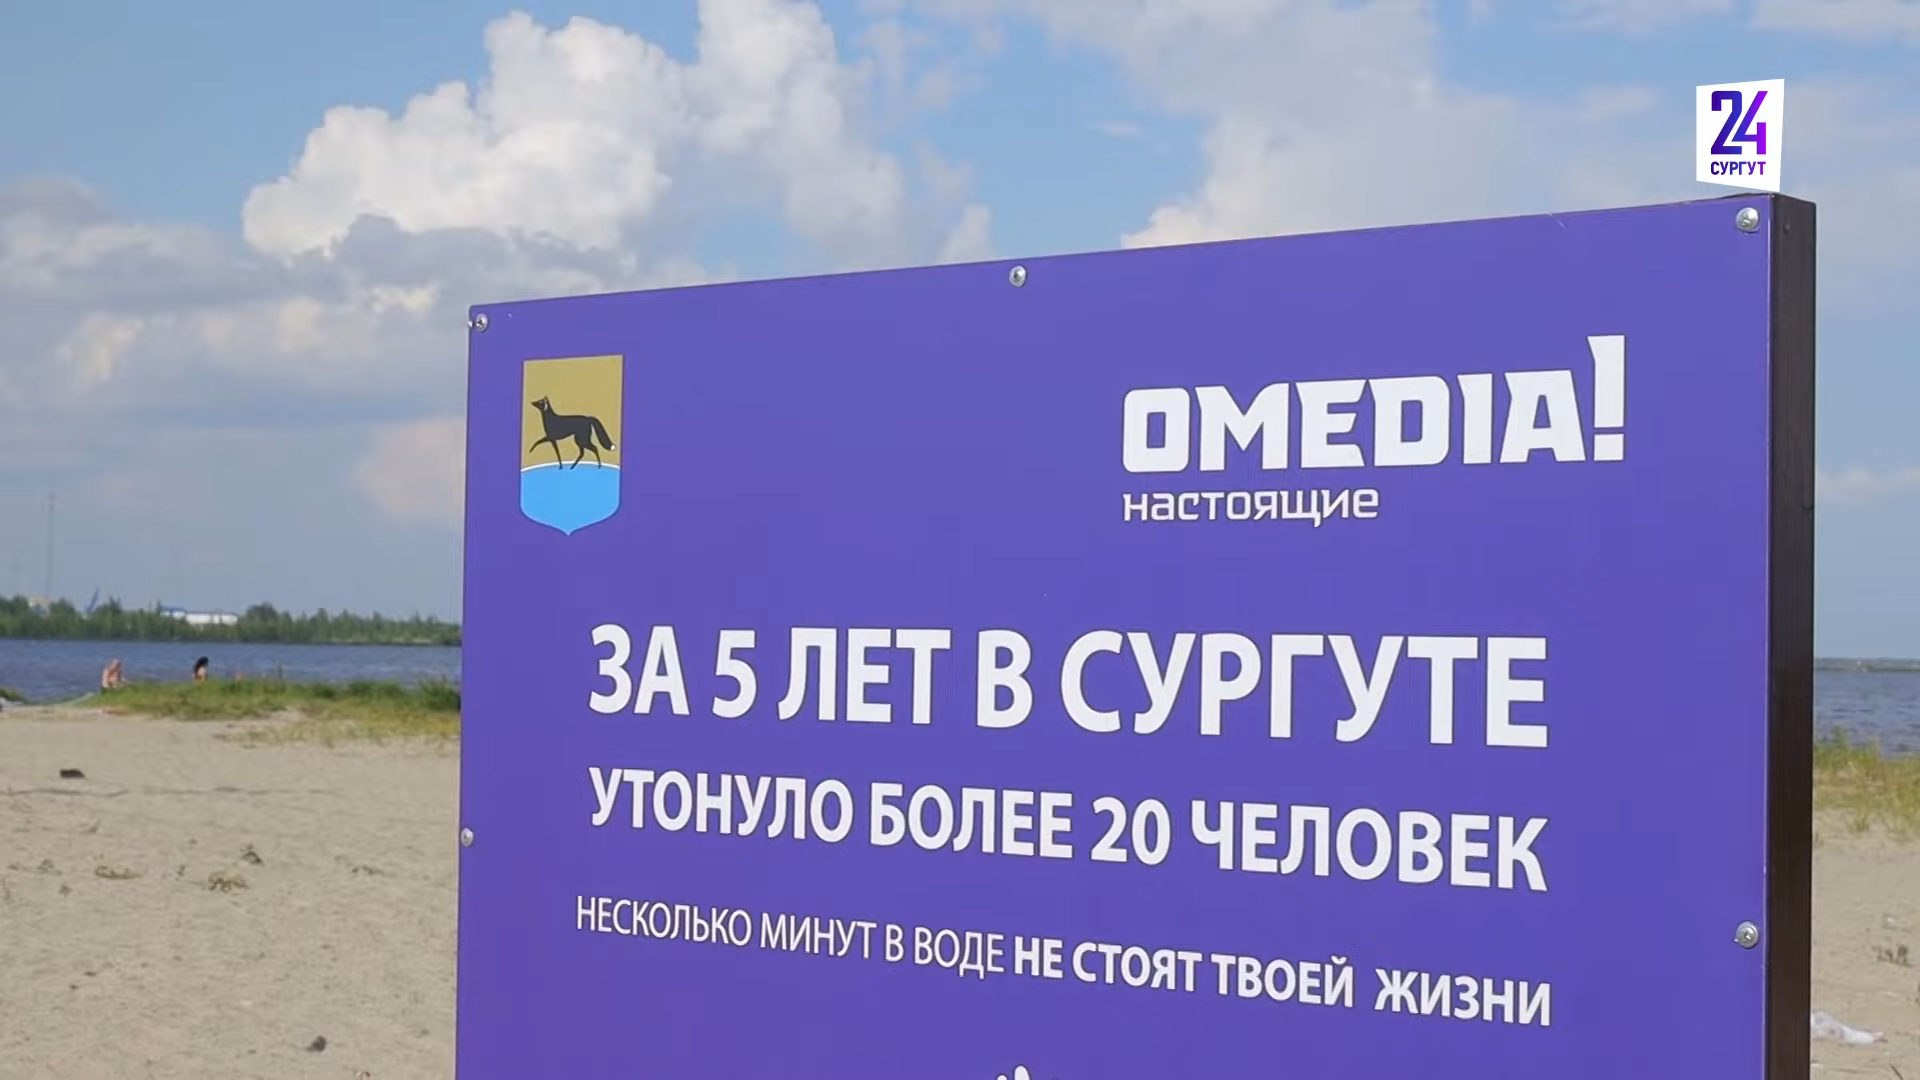 24
СУРГУТ
OMEDIA!
настоящие
ЗА 5 ЛЕТ В СУРГУТЕ
УТОНУЛО БОЛЕЕ 20 ЧЕЛОВЕК
НЕСКОЛЬКО МИНУТ В ВОДЕ НЕ СТОЯТ ТВОЕЙ ЖИЗНИ